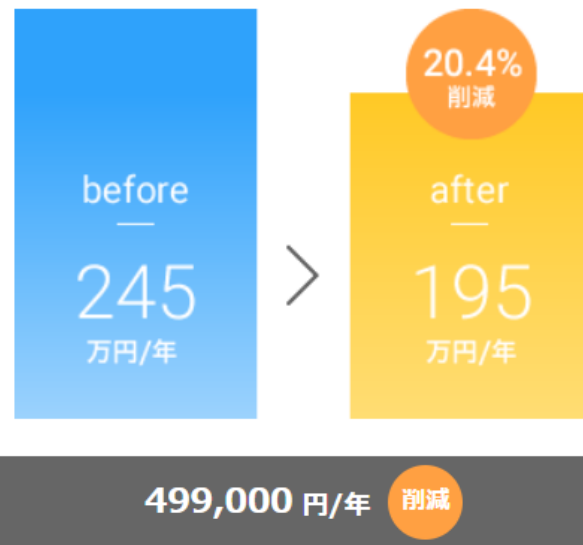 20.4%
削減
before
245
万円/年
after
195
万円/年
499,000 円/年 削減